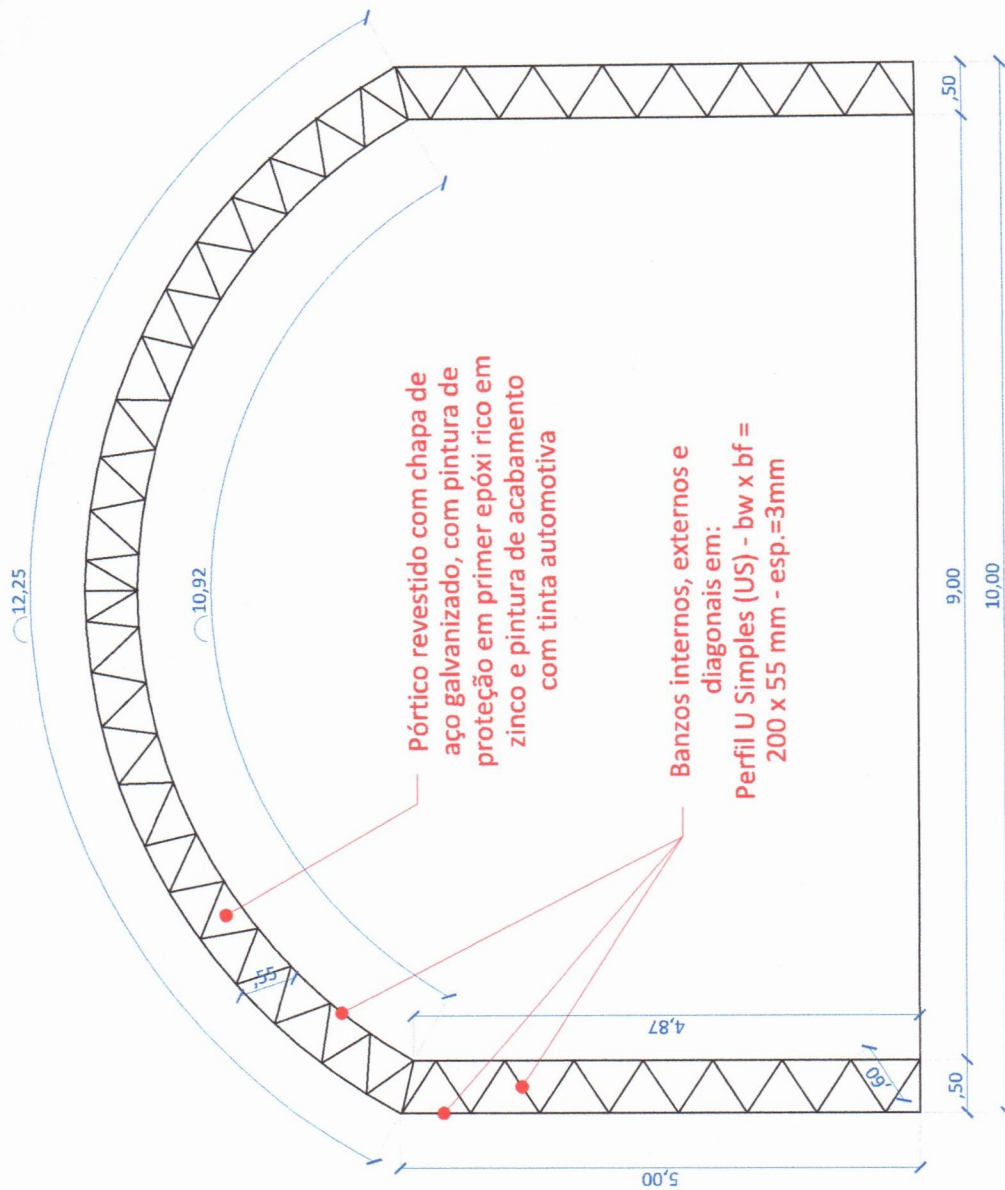 12,25
10,92
Pórtico revestido com chapa de
aço galvanizado, com pintura de
proteção em primer epóxi rico em
zinco e pintura de acabamento
com tinta automotiva
,55
Banzos internos, externos e
diagonais em:
Perfil U Simples (US) - bw x bf =
200 x 55 mm - esp.=3mm
5,00
4,87
,60
,50
9,00
,50
10,00